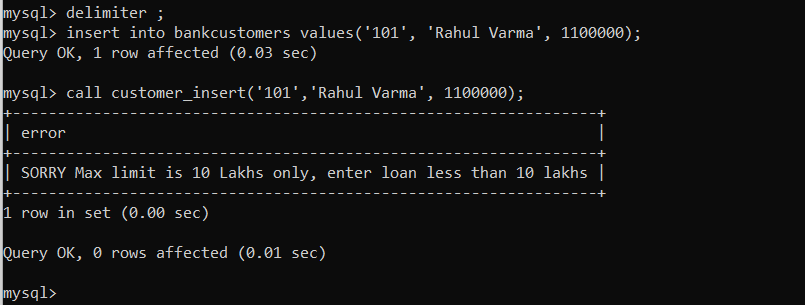 mysql> delimiter ;
mysql> insert into bankcustomers values('101', 'Rahul Varma', 1100000);
Query OK, 1 row affected (0.03 sec)
mysql> call customer_insert('101','Rahul Varma', 1100000);
+---------------------------------------------------------------+
| error                                                         |
+---------------------------------------------------------------+
| SORRY Max limit is 10 Lakhs only, enter loan less than 10 lakhs |
+---------------------------------------------------------------+
1 row in set (0.00 sec)
Query OK, 0 rows affected (0.01 sec)
mysql>